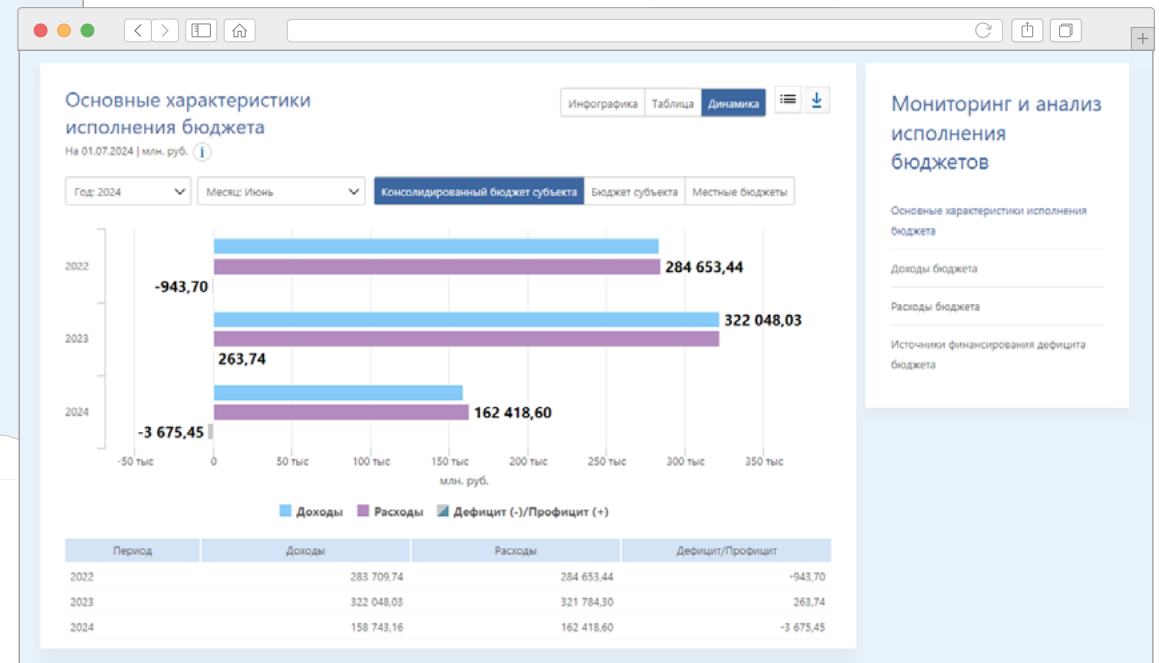 Основные характеристики
исполнения бюджета
На 01.07.2024 | млн. руб. i
Инфографика Таблица Динамика
Год: 2024 Месяц: Июнь Консолидированный бюджет субъекта Бюджет субъекта Местные бюджеты
2022
284 653,44
-943,70
322 048,03
2023
263,74
2024
162 418,60
-3 675,45
-50 тыс 0 50 тыс 100 тыс 150 тыс 200 тыс 250 тыс 300 тыс 350 тыс
млн. руб.
Доходы Расходы Дефицит (-)/Профицит (+)
Период Доходы Расходы Дефицит/Профицит
2022 283 709,74 284 653,44 -943,70
2023 322 048,03 321 784,30 263,74
2024 158 743,16 162 418,60 -3 675,45
Мониторинг и анализ
исполнения
бюджетов
Основные характеристики исполнения
бюджета
Доходы бюджета
Расходы бюджета
Источники финансирования дефицита
бюджета